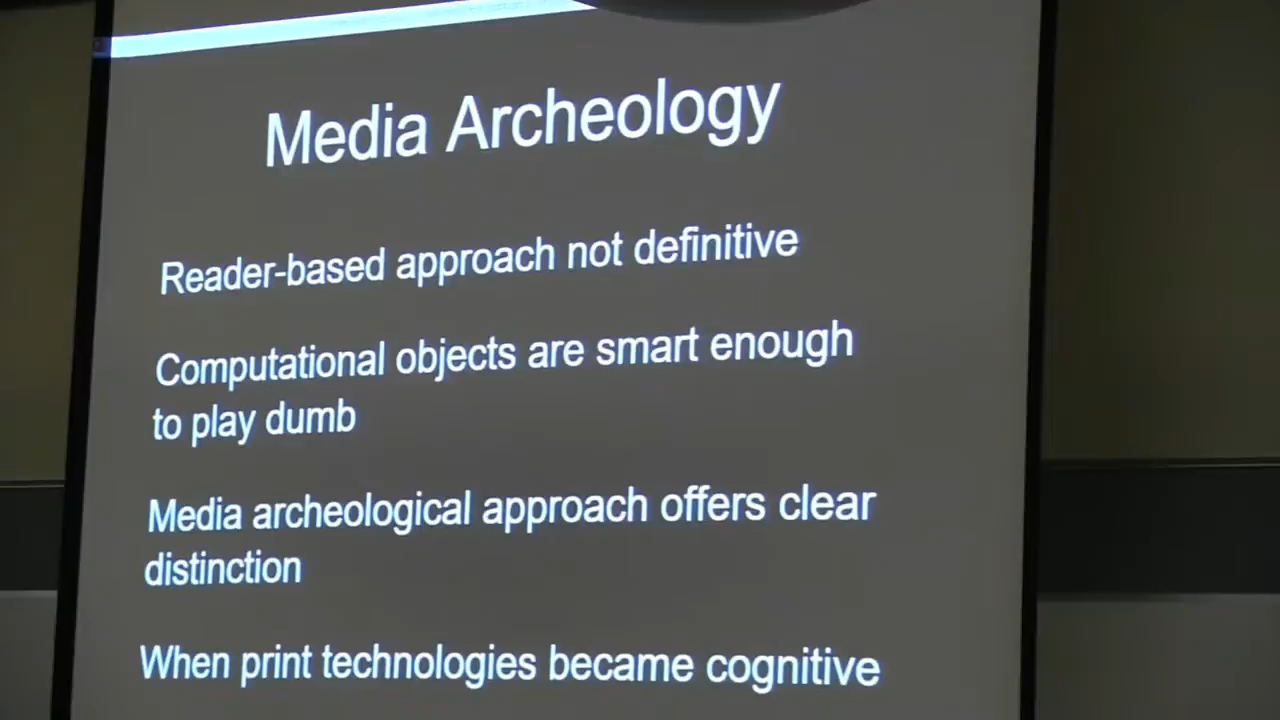 Media Archeology
Reader-based approach not definitive
Computational objects are smart enough
to play dumb
Media archeological approach offers clear
distinction
When print technologies became cognitive